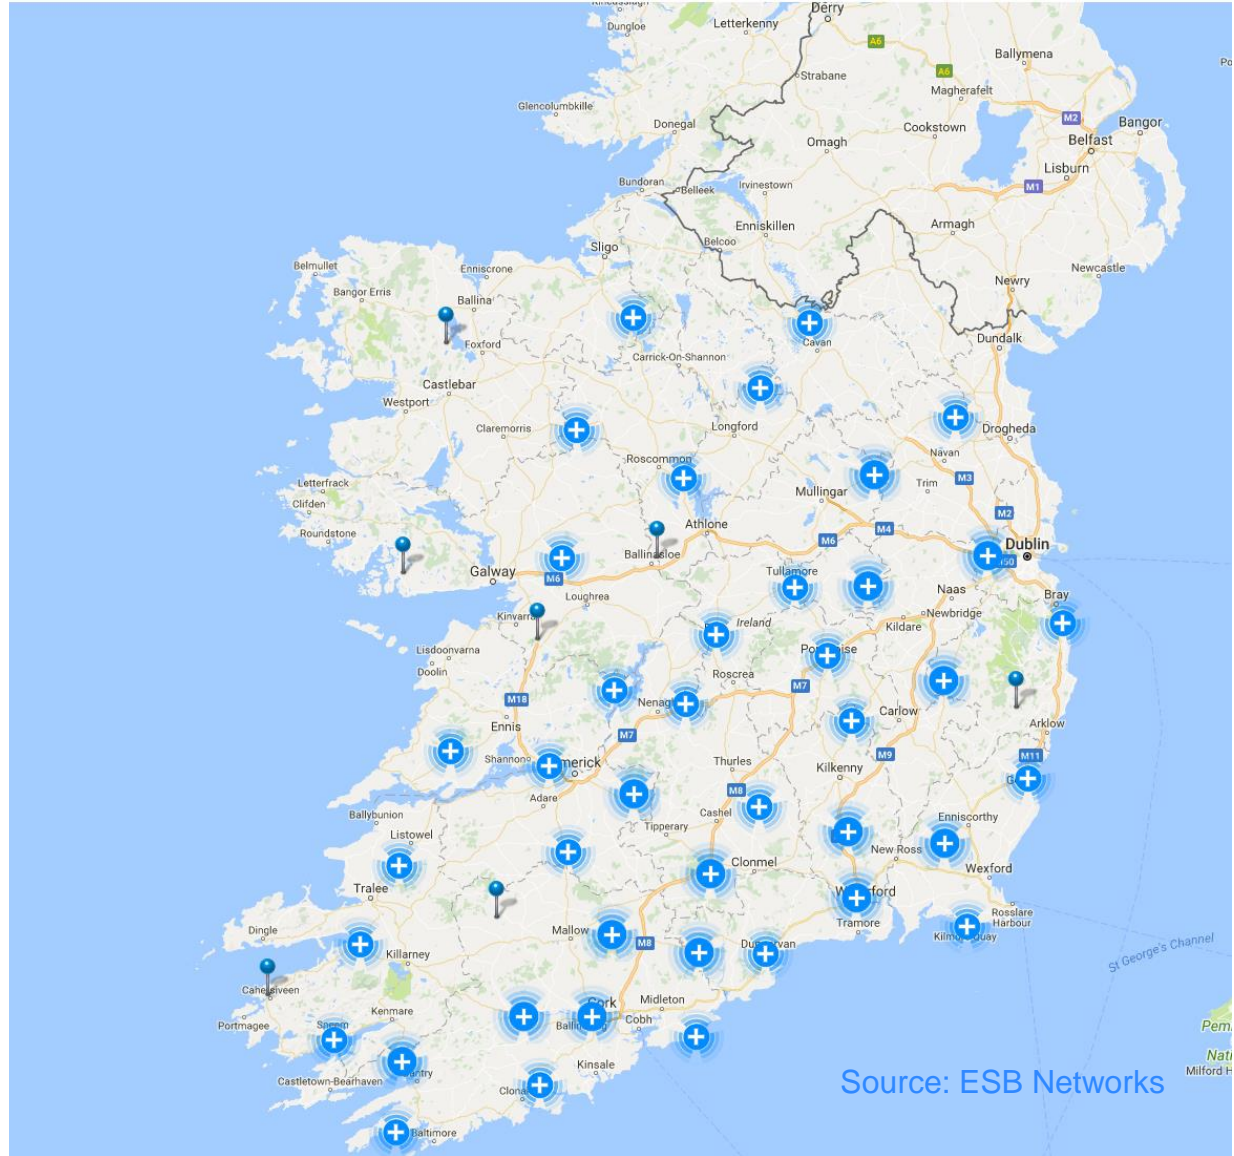 Kincasslagh
Dungloe
Letterkenny
Derry
A6
Ballymena
Strabane
A6
Magherafelt
Glencolumbkille
Donegal
Cookstown
M2
Bangor
Omagh
Belfast
Lisburn
Bundoran
Belleek
Irvinestown
M1
Enniskillen
Armagh
Sligo
Belcoo
Belmullet
Enniscrone
Newcastle
Bangor Erris
Ballina
Newry
Foxford
Cavan
Dundalk
Carrick-On-Shannon
Castlebar
Westport
Claremorris
Longford
Drogheda
Roscommon
Navan
Letterfrack
Mullingar
Trim
M3
Clifden
M2
Roundstone
Athlone
M4
M6
Dublin
Ballinasloe
Galway
M6
Tullamore
M50
Loughrea
Naas
Bray
Kinvarra
Newbridge
Ireland
Kildare
Lisdoonvarna
Doolin
Roscrea
M7
M18
Nenag
Carlow
Arklow
Ennis
M7
Shannon
merick
Thurles
M9
M11
Kilkenny
Adare
M8
Ballybunion
Cashel
Enniscorthy
Listowel
Tipperary
Clonmel
New Ross
Wexford
Tralee
Rosslare
Harbour
Tramore
Dingle
Mallow
M8
Killarney
St George's Channel
Midleton
Kenmare
Cobh
Portmagee
Kinsale
Castletown-Bearhaven
Baltimore
Milford H
Source: ESB Networks